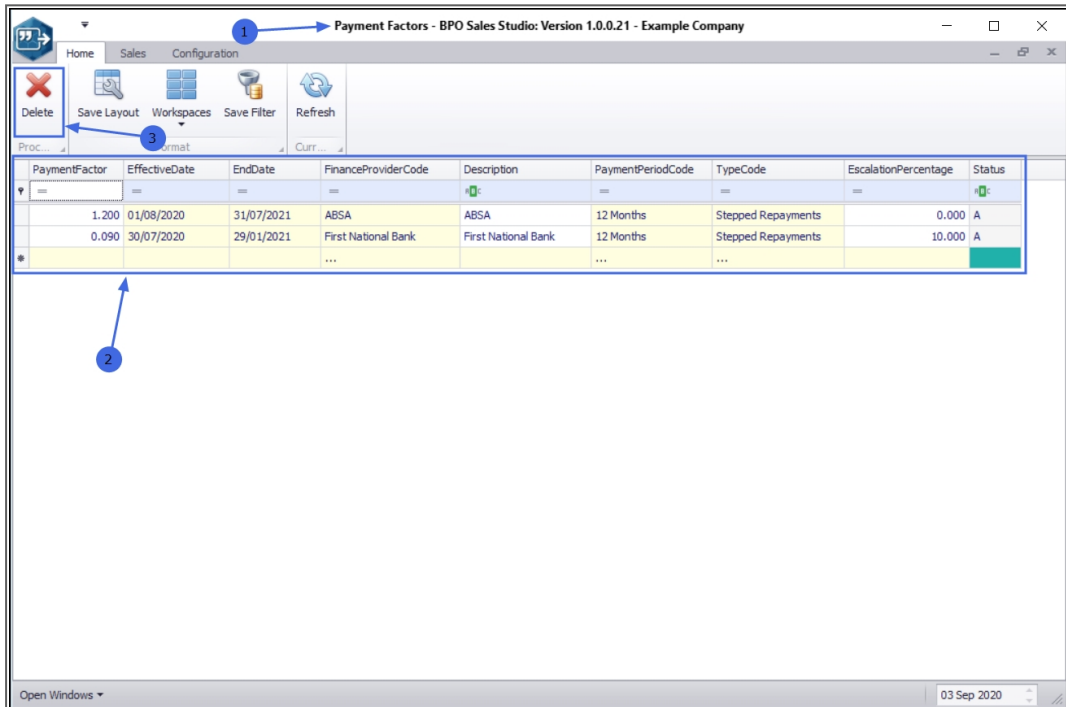 1
Payment Factors - BPO Sales Studio: Version 1.0.0.21 - Example Company
Home Sales Configuration
Delete Save Layout Workspaces Save Filter Refresh
3
Proc... ormat Curr...
PaymentFactor EffectiveDate EndDate FinanceProviderCode Description PaymentPeriodCode TypeCode EscalationPercentage Status
= = = = = = =
1.200 01/08/2020 31/07/2021 ABSA ABSA 12 Months Stepped Repayments 0.000 A
0.090 30/07/2020 29/01/2021 First National Bank First National Bank 12 Months Stepped Repayments 10.000 A
... ... ...
2
Open Windows 03 Sep 2020